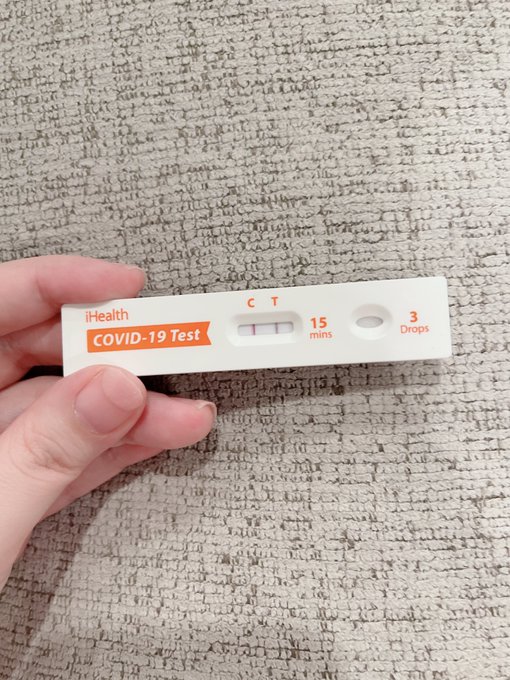 iHealth
COVID-19 Test
C T
15
mins
3
Drops